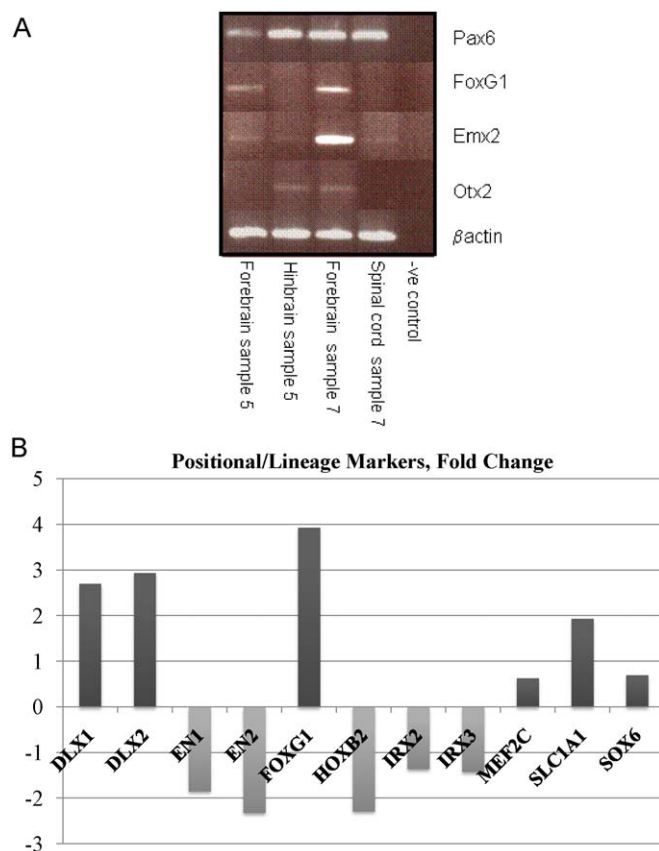 A
Pax6
FoxG1
Emx2
Otx2
βactin
Forebrain sample 5
Hinbrain sample 5
Forebrain sample 7
Spinal cord sample 7
-ve control
B
Positional/Lineage Markers, Fold Change
5
4
3
2
1
0
-1
-2
-3
DLX1
DLX2
EN1
EN2
FOXG1
HOXB2
IRX2
IRX3
MEF2C
SLC1A1
SOX6